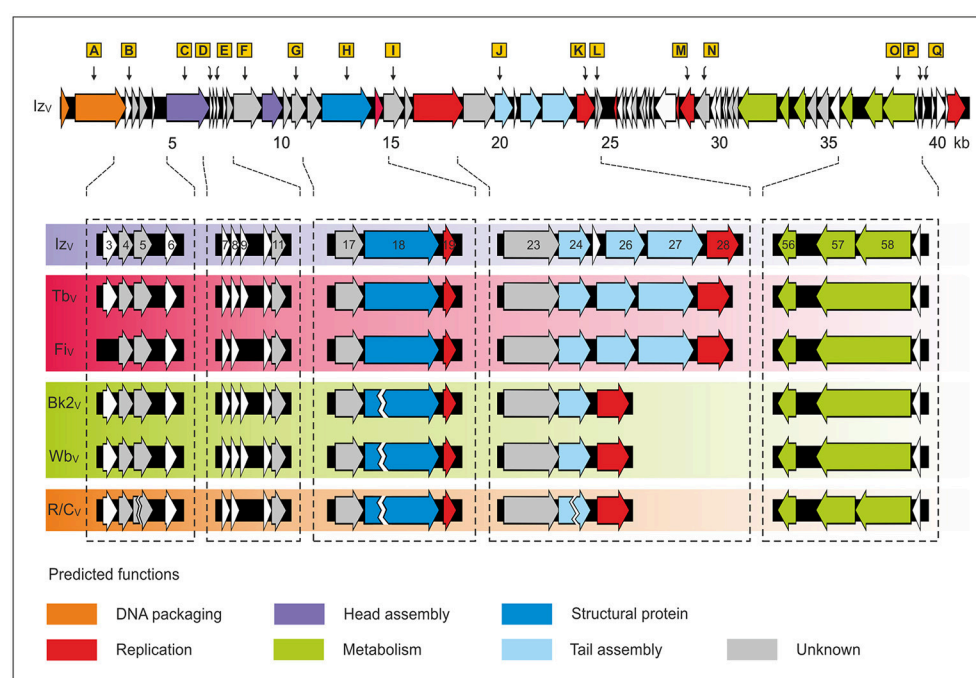 A B C D E F G H I J K L M N O P Q
Izv
5 10 15 20 25 30 35 40 kb
Izv 3 4 5 6 7 8 9 11 17 18 19 23 24 26 27 28 56 57 58
Tbv
Fiv
Bk2v
Wbv
R/Cv
Predicted functions
DNA packaging Head assembly Structural protein
Replication Metabolism Tail assembly Unknown